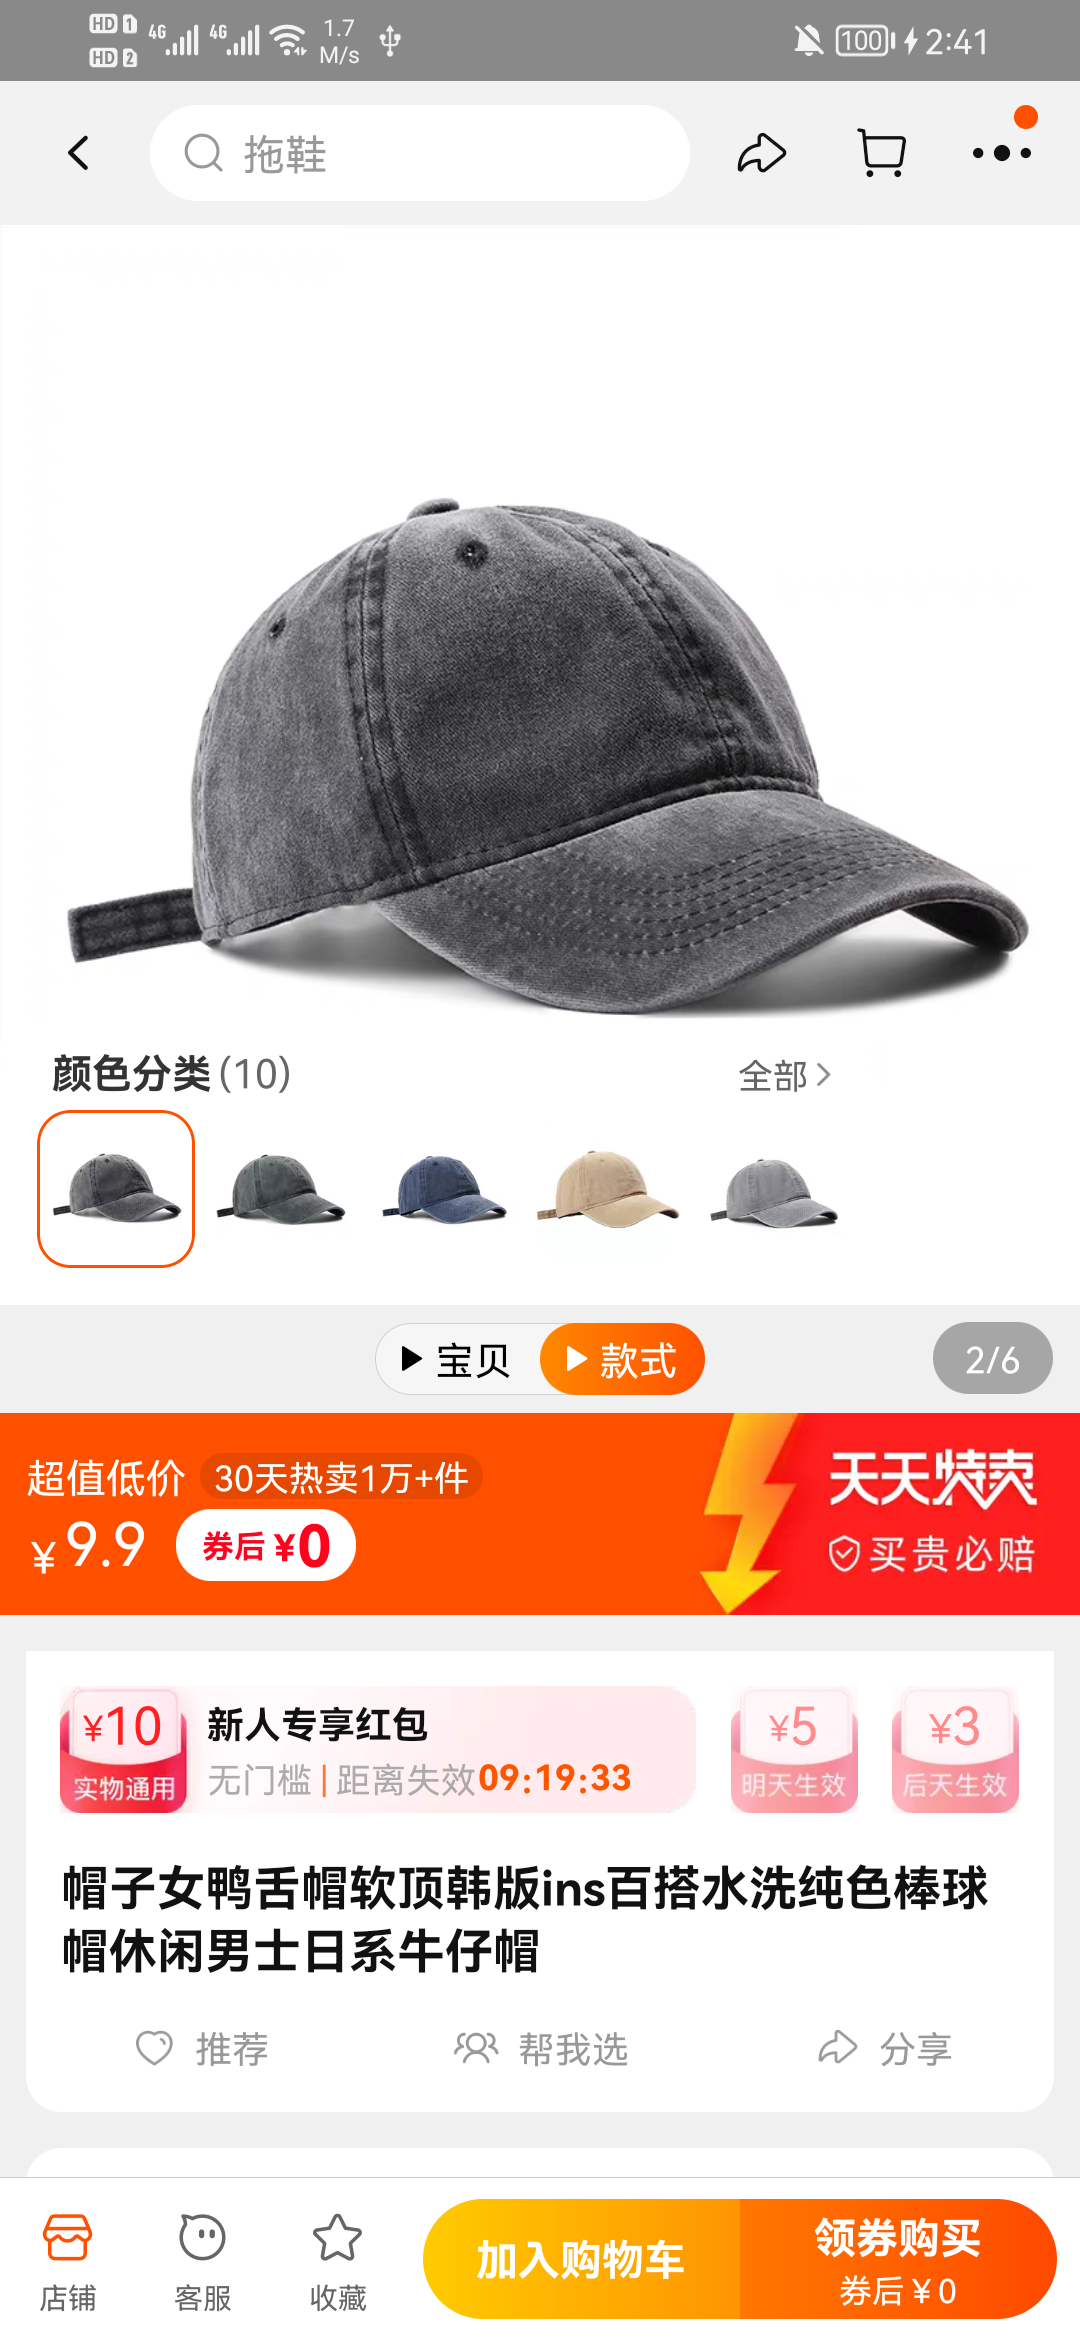 HD 1 4G 4G 1.7 M/s 100 2:41
HD 2
拖鞋
颜色分类(10) 全部
宝贝 款式 2/6
超值低价 30天热卖1万+件
¥9.9 券后¥0
天天特卖
买贵必赔
¥10 实物通用
新人专享红包
无门槛|距离失效09:19:33
¥5 明天生效
¥3 后天生效
帽子女鸭舌帽软顶韩版ins百搭水洗纯色棒球
帽休闲男士日系牛仔帽
推荐 帮我选 分享
店铺 客服 收藏
加入购物车
领券购买
券后¥0